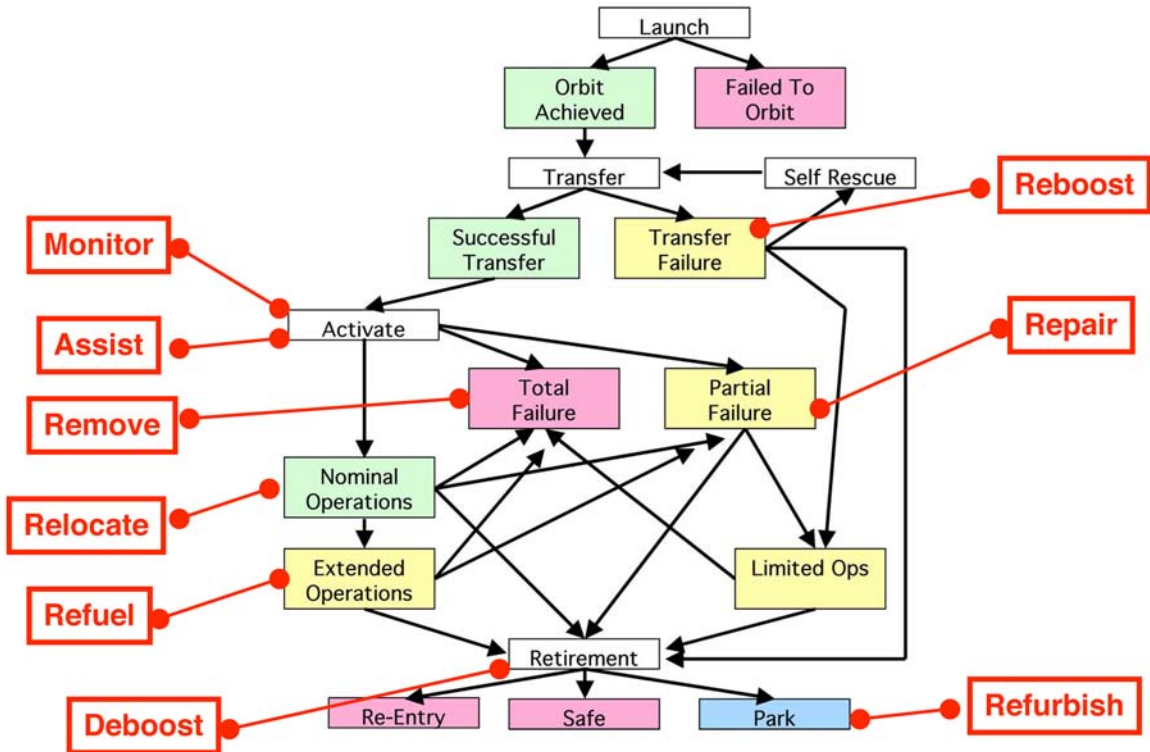 Launch
Orbit
Achieved
Failed To
Orbit
Transfer
Self Rescue
Reboost
Monitor
Successful
Transfer
Transfer
Failure
Assist
Activate
Repair
Remove
Total
Failure
Partial
Failure
Relocate
Nominal
Operations
Refuel
Extended
Operations
Limited Ops
Retirement
Deboost
Re-Entry
Safe
Park
Refurbish